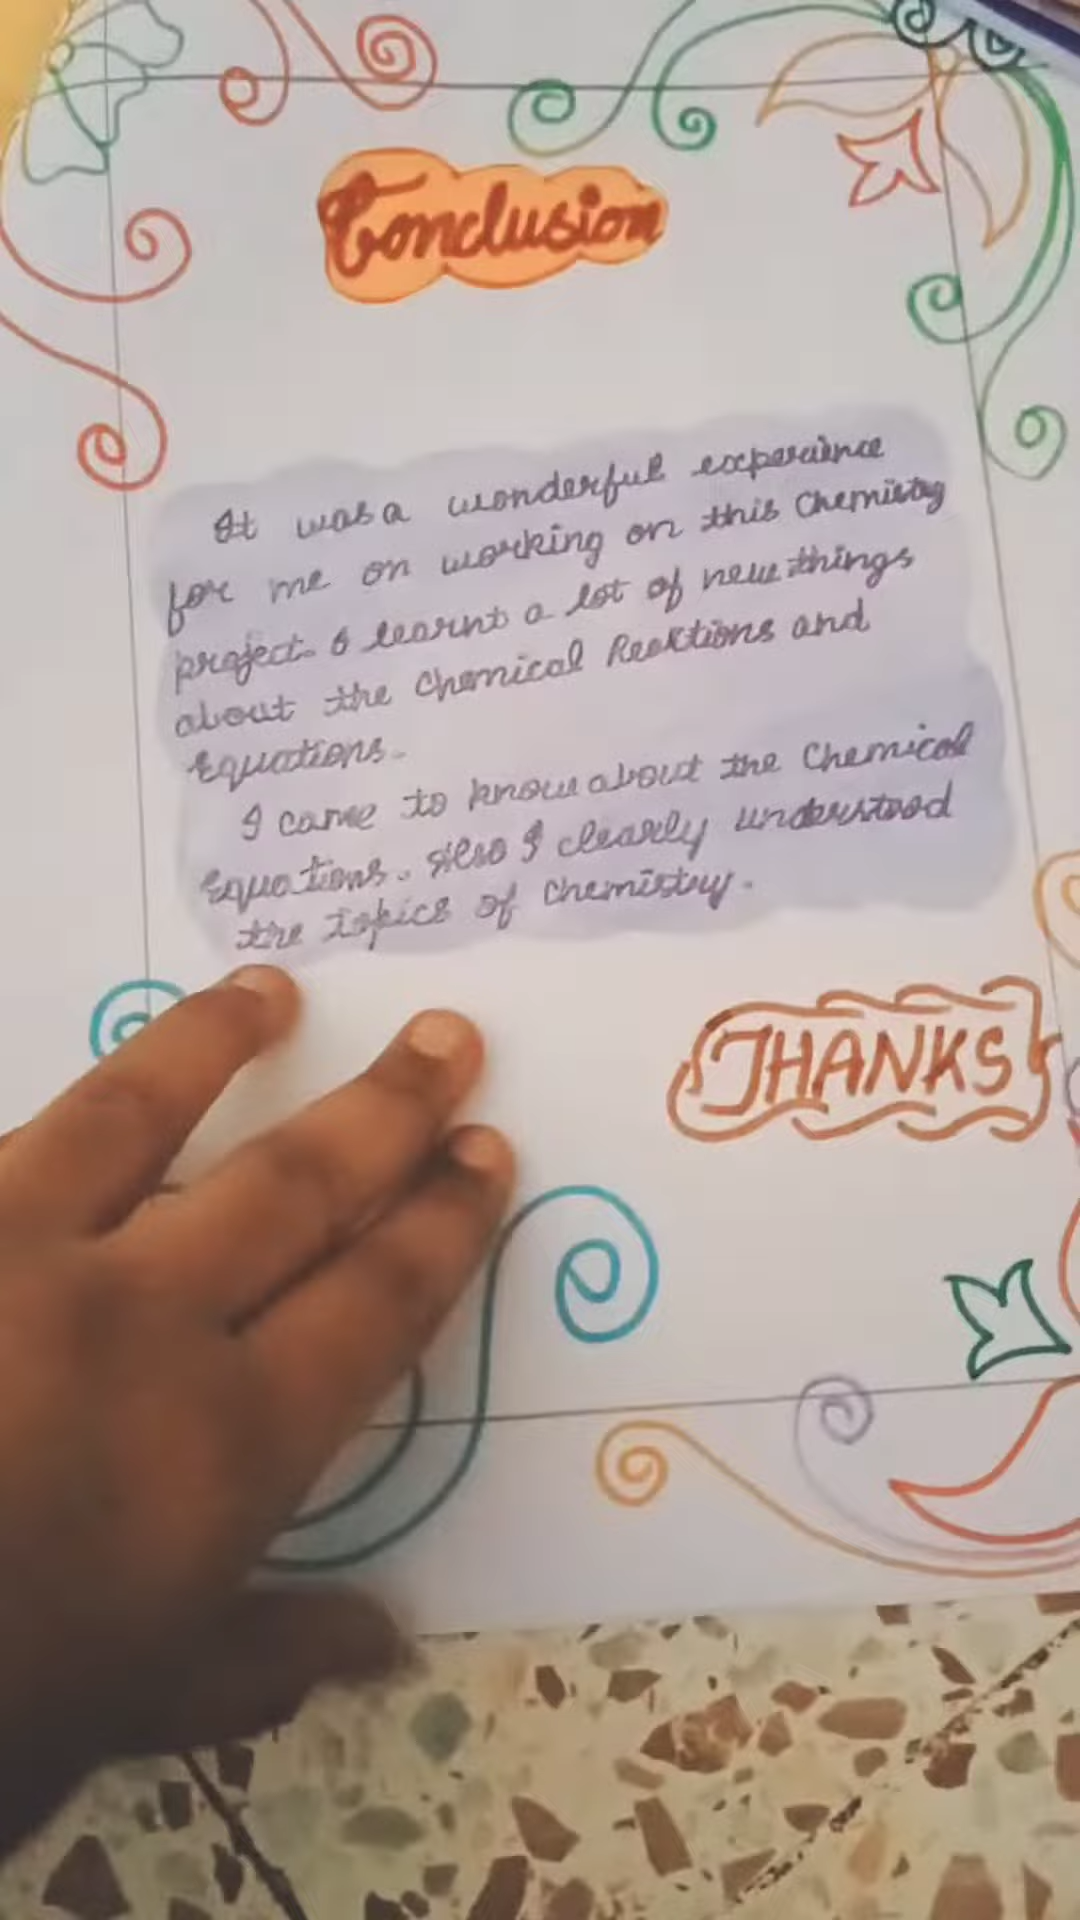 Conclusion
It was a wonderful experience
for me on working on this Chemistry
project. I learnt a lot of new things
about the Chemical Reaktions and
Equations.
I came to know about the Chemical
Equations. Also I clearly understood
the topics of Chemistry.
THANKS